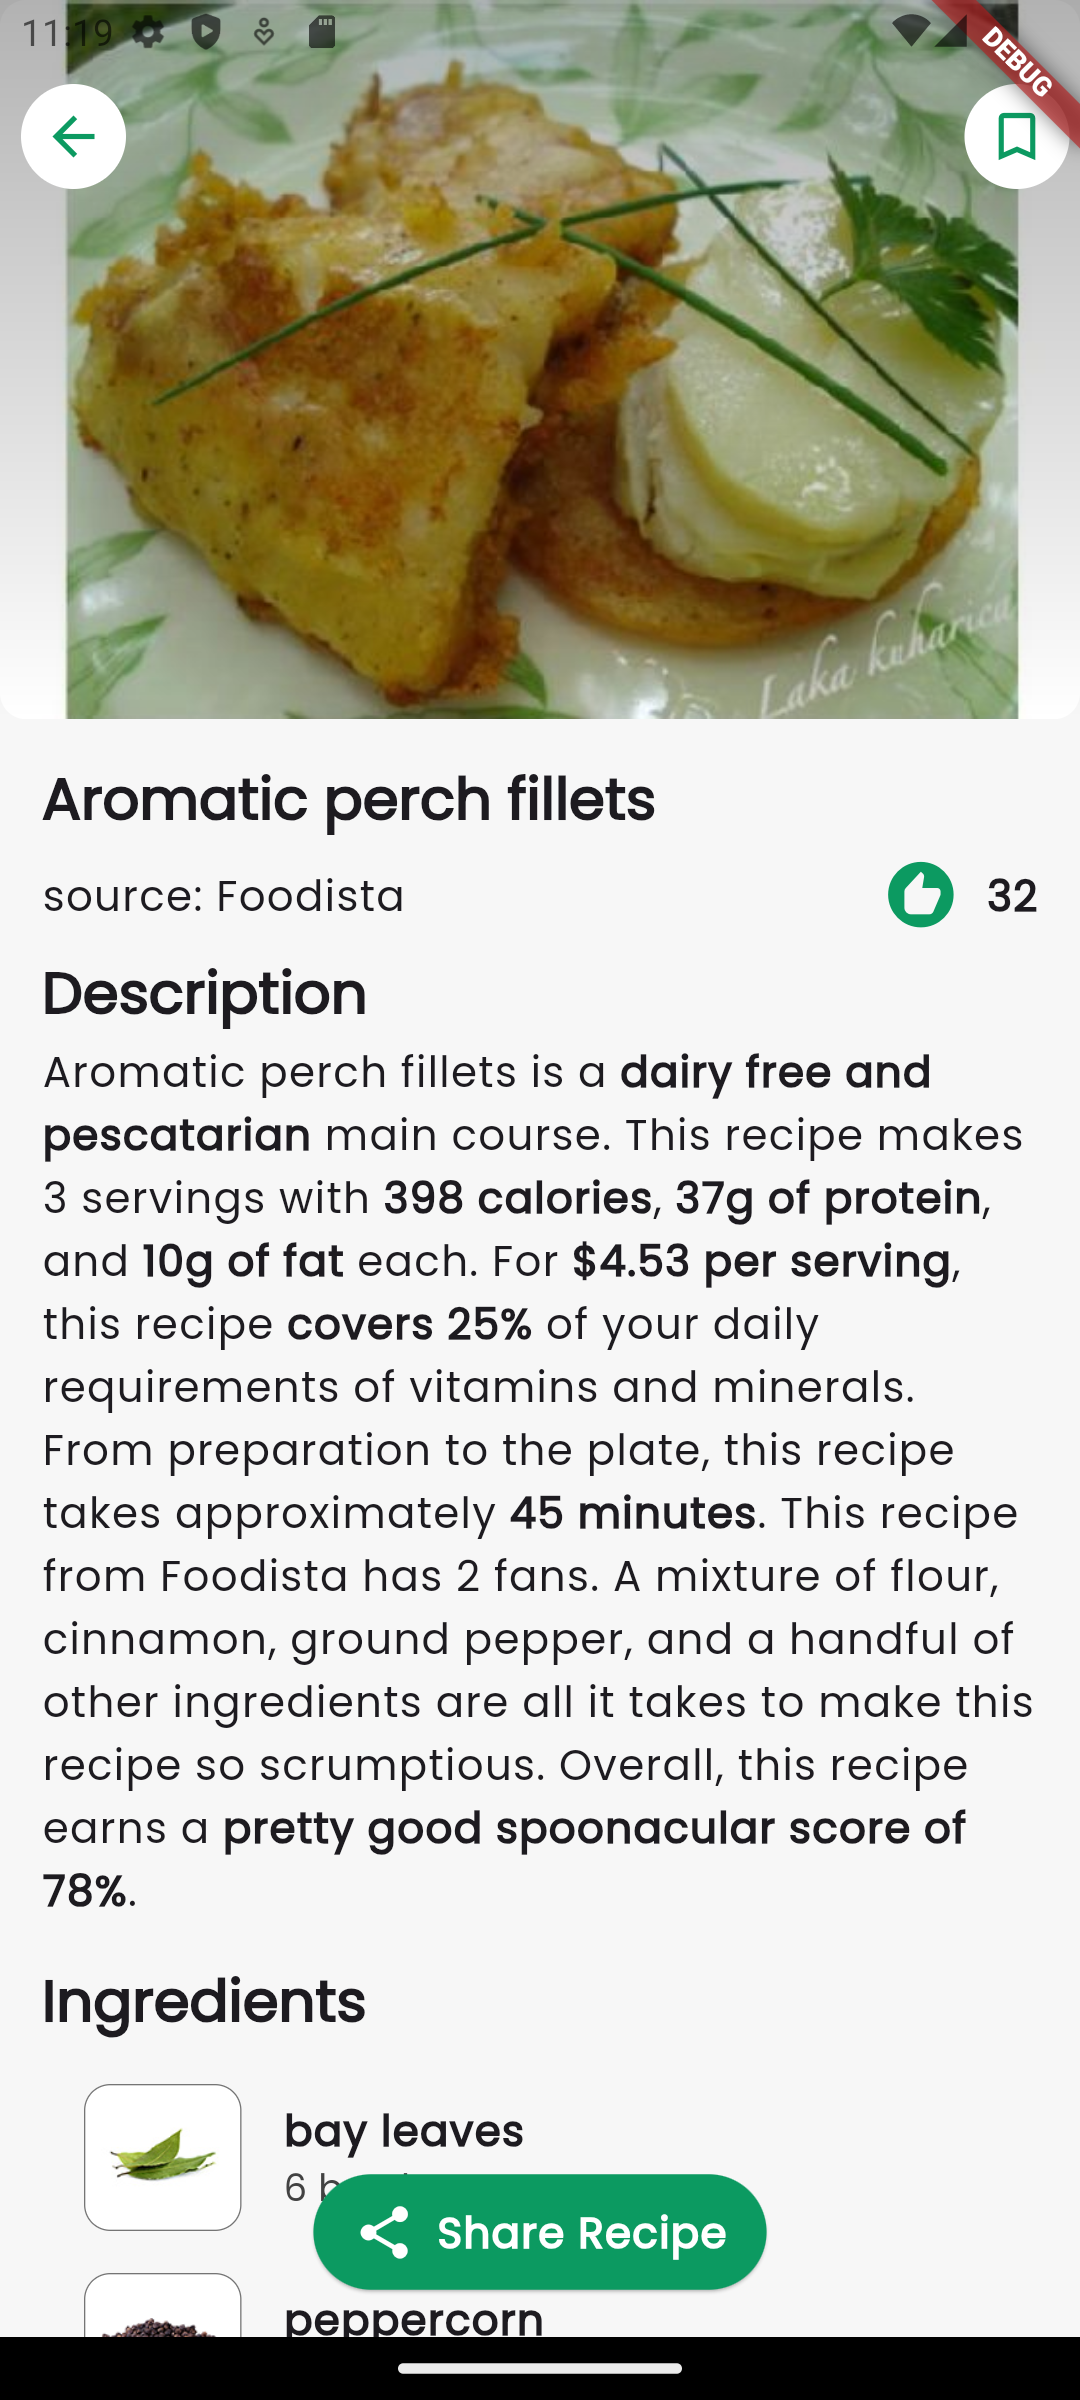 11:19
DEBUG
Laka kuharica
Aromatic perch fillets
source: Foodista
32
Description
Aromatic perch fillets is a dairy free and
pescatarian main course. This recipe makes
3 servings with 398 calories, 37g of protein,
and 10g of fat each. For $4.53 per serving,
this recipe covers 25% of your daily
requirements of vitamins and minerals.
From preparation to the plate, this recipe
takes approximately 45 minutes. This recipe
from Foodista has 2 fans. A mixture of flour,
cinnamon, ground pepper, and a handful of
other ingredients are all it takes to make this
recipe so scrumptious. Overall, this recipe
earns a pretty good spoonacular score of
78%.
Ingredients
bay leaves
6
Share Recipe
peppercorn